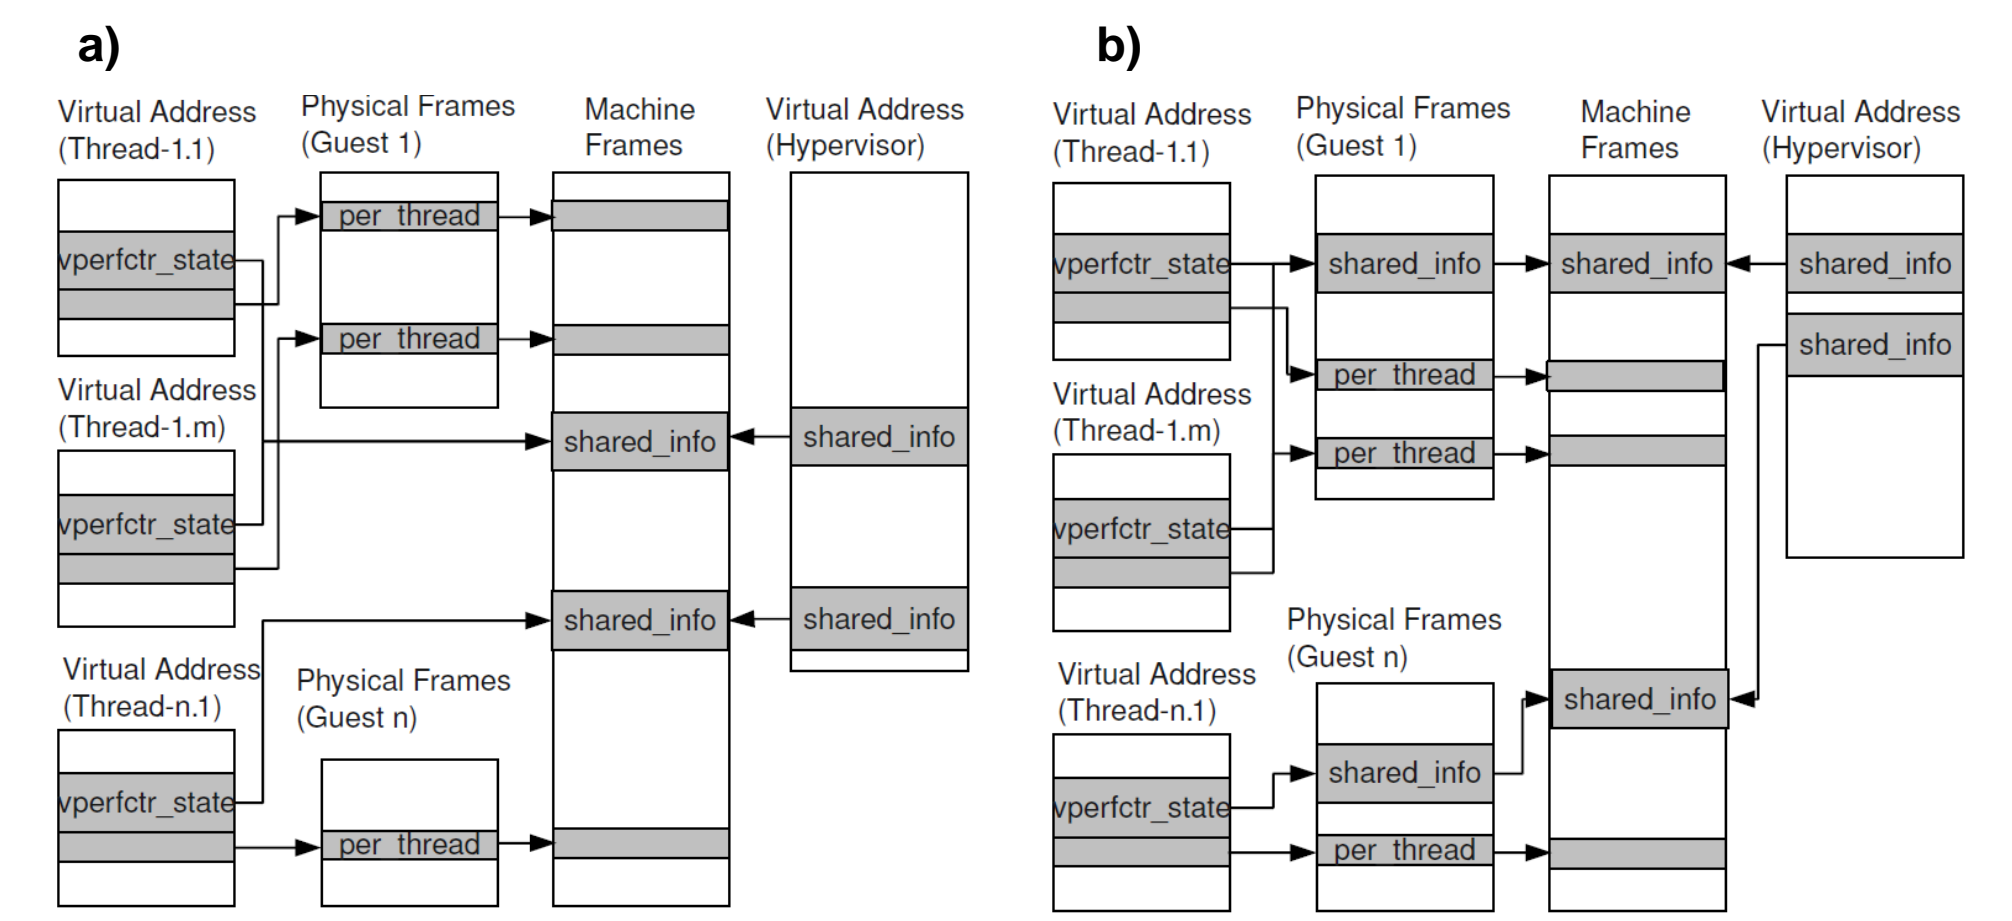 a)
Virtual Address
(Thread-1.1)
Physical Frames
(Guest 1)
Machine
Frames
Virtual Address
(Hypervisor)
per_thread
vperfctr_state
per_thread
Virtual Address
(Thread-1.m)
shared_info
shared_info
vperfctr_state
shared_info
shared_info
Virtual Address
(Thread-n.1)
Physical Frames
(Guest n)
vperfctr_state
per_thread
b)
Virtual Address
(Thread-1.1)
Physical Frames
(Guest 1)
Machine
Frames
Virtual Address
(Hypervisor)
vperfctr_state
shared_info
shared_info
shared_info
shared_info
per_thread
Virtual Address
(Thread-1.m)
per_thread
vperfctr_state
Physical Frames
(Guest n)
Virtual Address
(Thread-n.1)
shared_info
shared_info
vperfctr_state
per_thread